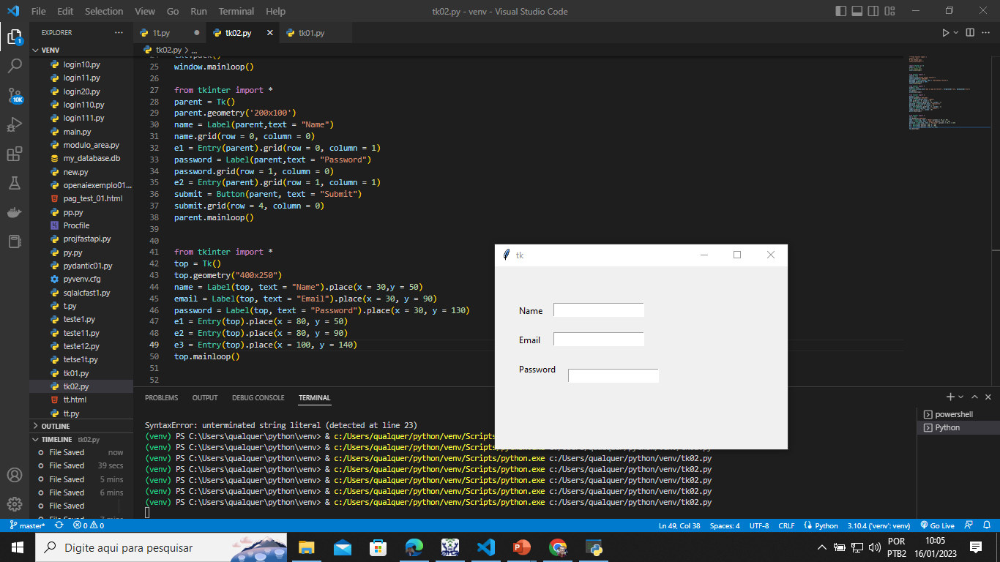 File Edit Selection View Go Run Terminal Help
tk02.py - venv - Visual Studio Code
EXPLORER
1t.py
tk02.py
tk01.py
VENV
tk02.py > ...
login10.py
login11.py
login20.py
login110.py
login111.py
main.py
modulo_area.py
my_database.db
new.py
openaiexemplo01...
pag_test_01.html
pp.py
Procfile
projfastapi.py
py.py
pydantic01.py
pyvenv.cfg
sqlalcfast1.py
t.py
teste1.py
teste11.py
teste12.py
tetse1t.py
tk01.py
tk02.py
tt.html
tt.py
OUTLINE
TIMELINE tk02.py
File Saved now
File Saved 39 secs
File Saved 5 mins
File Saved 6 mins
File Saved
1
10K
25 window.mainloop()
26
27 from tkinter import *
28 parent = Tk()
29 parent.geometry('200x100')
30 name = Label(parent,text = "Name")
31 name.grid(row = 0, column = 0)
32 e1 = Entry(parent).grid(row = 0, column = 1)
33 password = Label(parent,text = "Password")
34 password.grid(row = 1, column = 0)
35 e2 = Entry(parent).grid(row = 1, column = 1)
36 submit = Button(parent, text = "Submit")
37 submit.grid(row = 4, column = 0)
38 parent.mainloop()
39
40
41 from tkinter import *
42 top = Tk()
43 top.geometry("400x250")
44 name = Label(top, text = "Name").place(x = 30,y = 50)
45 email = Label(top, text = "Email").place(x = 30, y = 90)
46 password = Label(top, text = "Password").place(x = 30, y = 130)
47 e1 = Entry(top).place(x = 80, y = 50)
48 e2 = Entry(top).place(x = 80, y = 90)
49 e3 = Entry(top).place(x = 100, y = 140)
50 top.mainloop()
51
52
tk
Name
Email
Password
PROBLEMS OUTPUT DEBUG CONSOLE TERMINAL
SyntaxError: unterminated string literal (detected at line 23)
(venv) PS C:\Users\qualquer\python\venv> & c:/Users/qualquer/python/venv/Scripts/
(venv) PS C:\Users\qualquer\python\venv> & c:/Users/qualquer/python/venv/Scripts/
(venv) PS C:\Users\qualquer\python\venv> & c:/Users/qualquer/python/venv/Scripts/python.exe c:/Users/qualquer/python/venv/tk02.py
(venv) PS C:\Users\qualquer\python\venv> & c:/Users/qualquer/python/venv/Scripts/python.exe c:/Users/qualquer/python/venv/tk02.py
(venv) PS C:\Users\qualquer\python\venv> & c:/Users/qualquer/python/venv/Scripts/python.exe c:/Users/qualquer/python/venv/tk02.py
(venv) PS C:\Users\qualquer\python\venv> & c:/Users/qualquer/python/venv/Scripts/python.exe c:/Users/qualquer/python/venv/tk02.py
(venv) PS C:\Users\qualquer\python\venv> & c:/Users/qualquer/python/venv/Scripts/python.exe c:/Users/qualquer/python/venv/tk02.py
powershell
Python
master* 0 0
Ln 49, Col 38 Spaces: 4 UTF-8 CRLF Python 3.10.4 ('venv': venv) Go Live
Digite aqui para pesquisar
POR
PTB2
10:05
16/01/2023